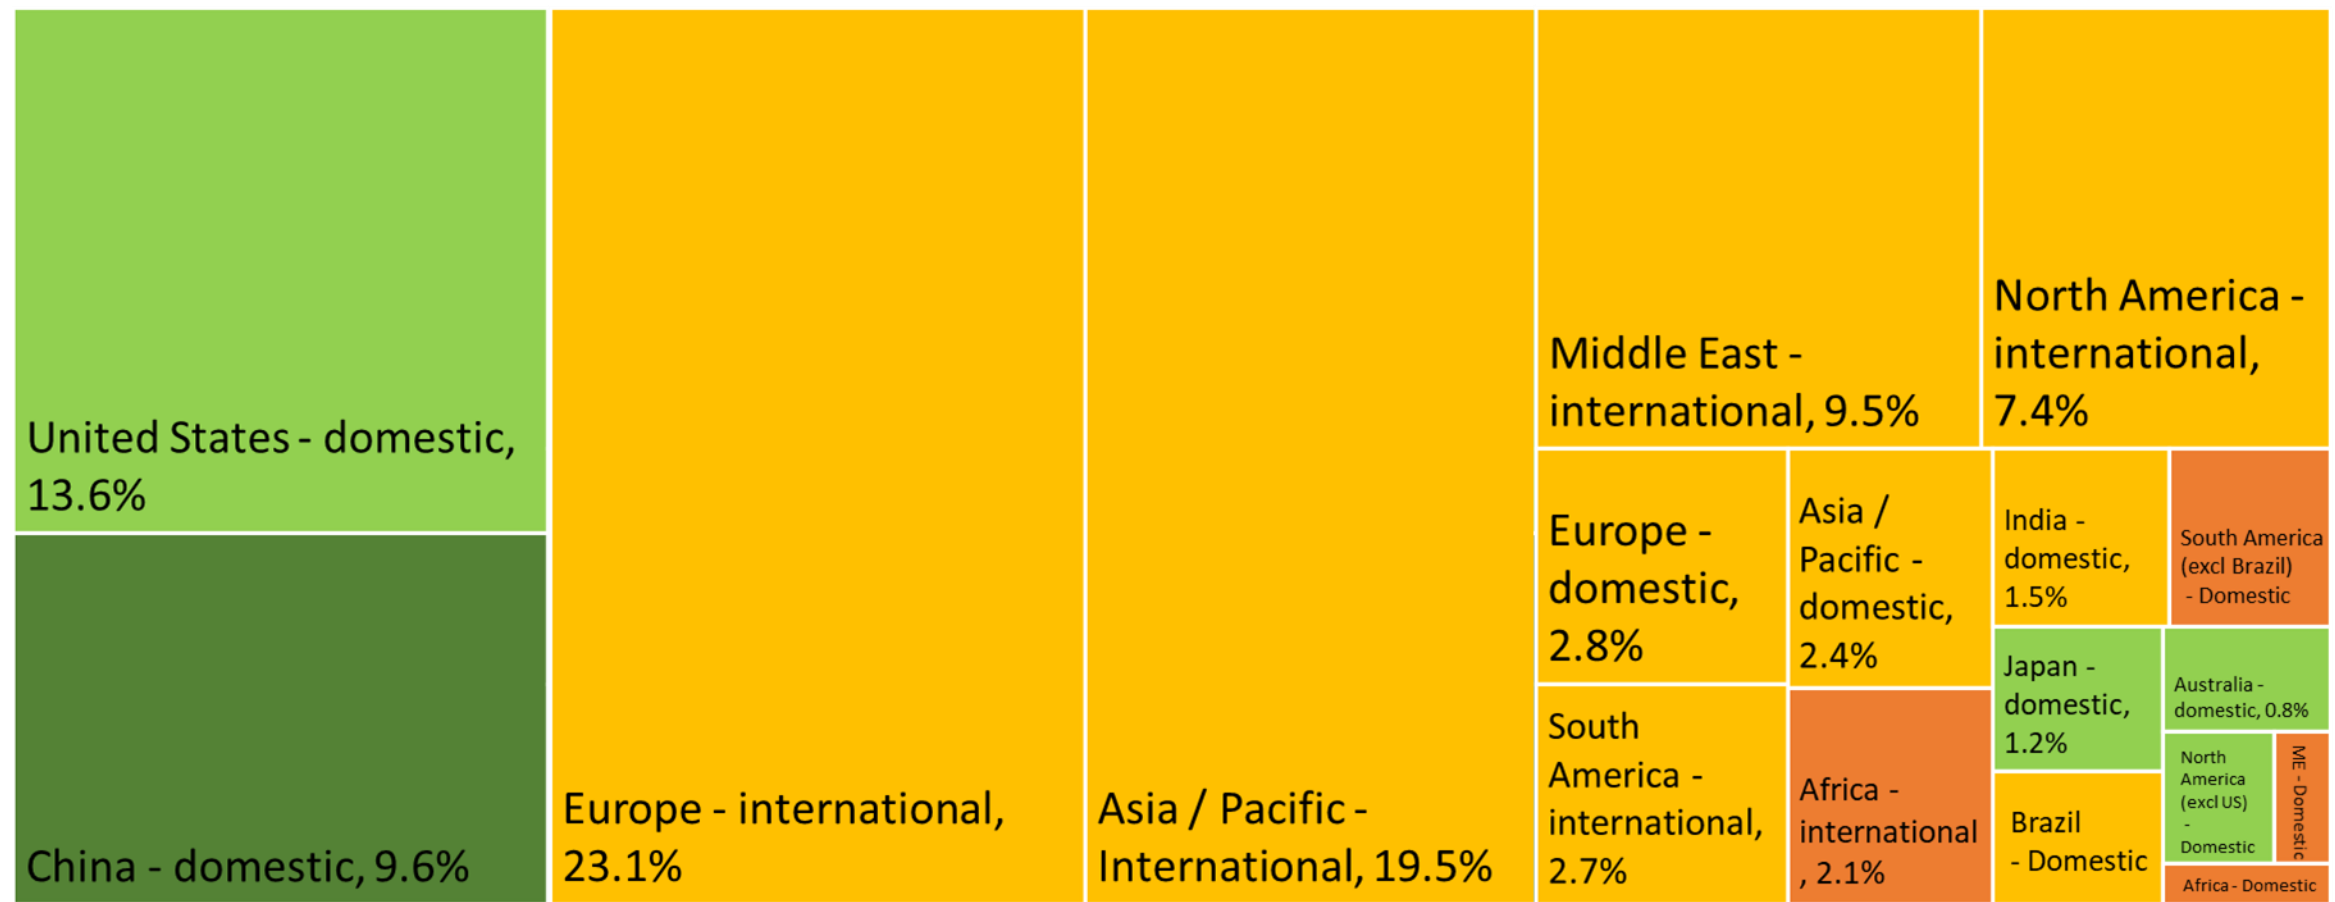 United States - domestic,
13.6%
China - domestic, 9.6%
Europe - international,
23.1%
Asia / Pacific -
International, 19.5%
Middle East -
international, 9.5%
North America -
international,
7.4%
Europe -
domestic,
2.8%
South
America -
international,
2.7%
Asia /
Pacific -
domestic,
2.4%
Africa -
international
, 2.1%
India -
domestic,
1.5%
South America
(excl Brazil)
- Domestic
Japan -
domestic,
1.2%
Brazil
- Domestic
Australia -
domestic, 0.8%
North
America
(excl US)
-
Domestic
ME - Domestic
Africa - Domestic